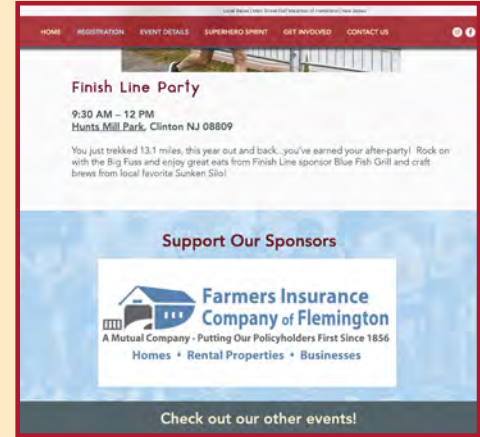 HOME REGISTRATION EVENT DETAILS SUPERHERO SPRINT GET INVOLVED CONTACT US
Finish Line Party
9:30 AM – 12 PM
Hunts Mill Park, Clinton NJ 08809
You just trekked 13.1 miles, this year out and back...you've earned your after-party! Rock on
with the Big Fuss and enjoy great eats from Finish Line sponsor Blue Fish Grill and craft
brews from local favorite Sunken Silo!
Support Our Sponsors
Farmers Insurance
Company of Flemington
A Mutual Company - Putting Our Policyholders First Since 1856
Homes • Rental Properties • Businesses
Check out our other events!